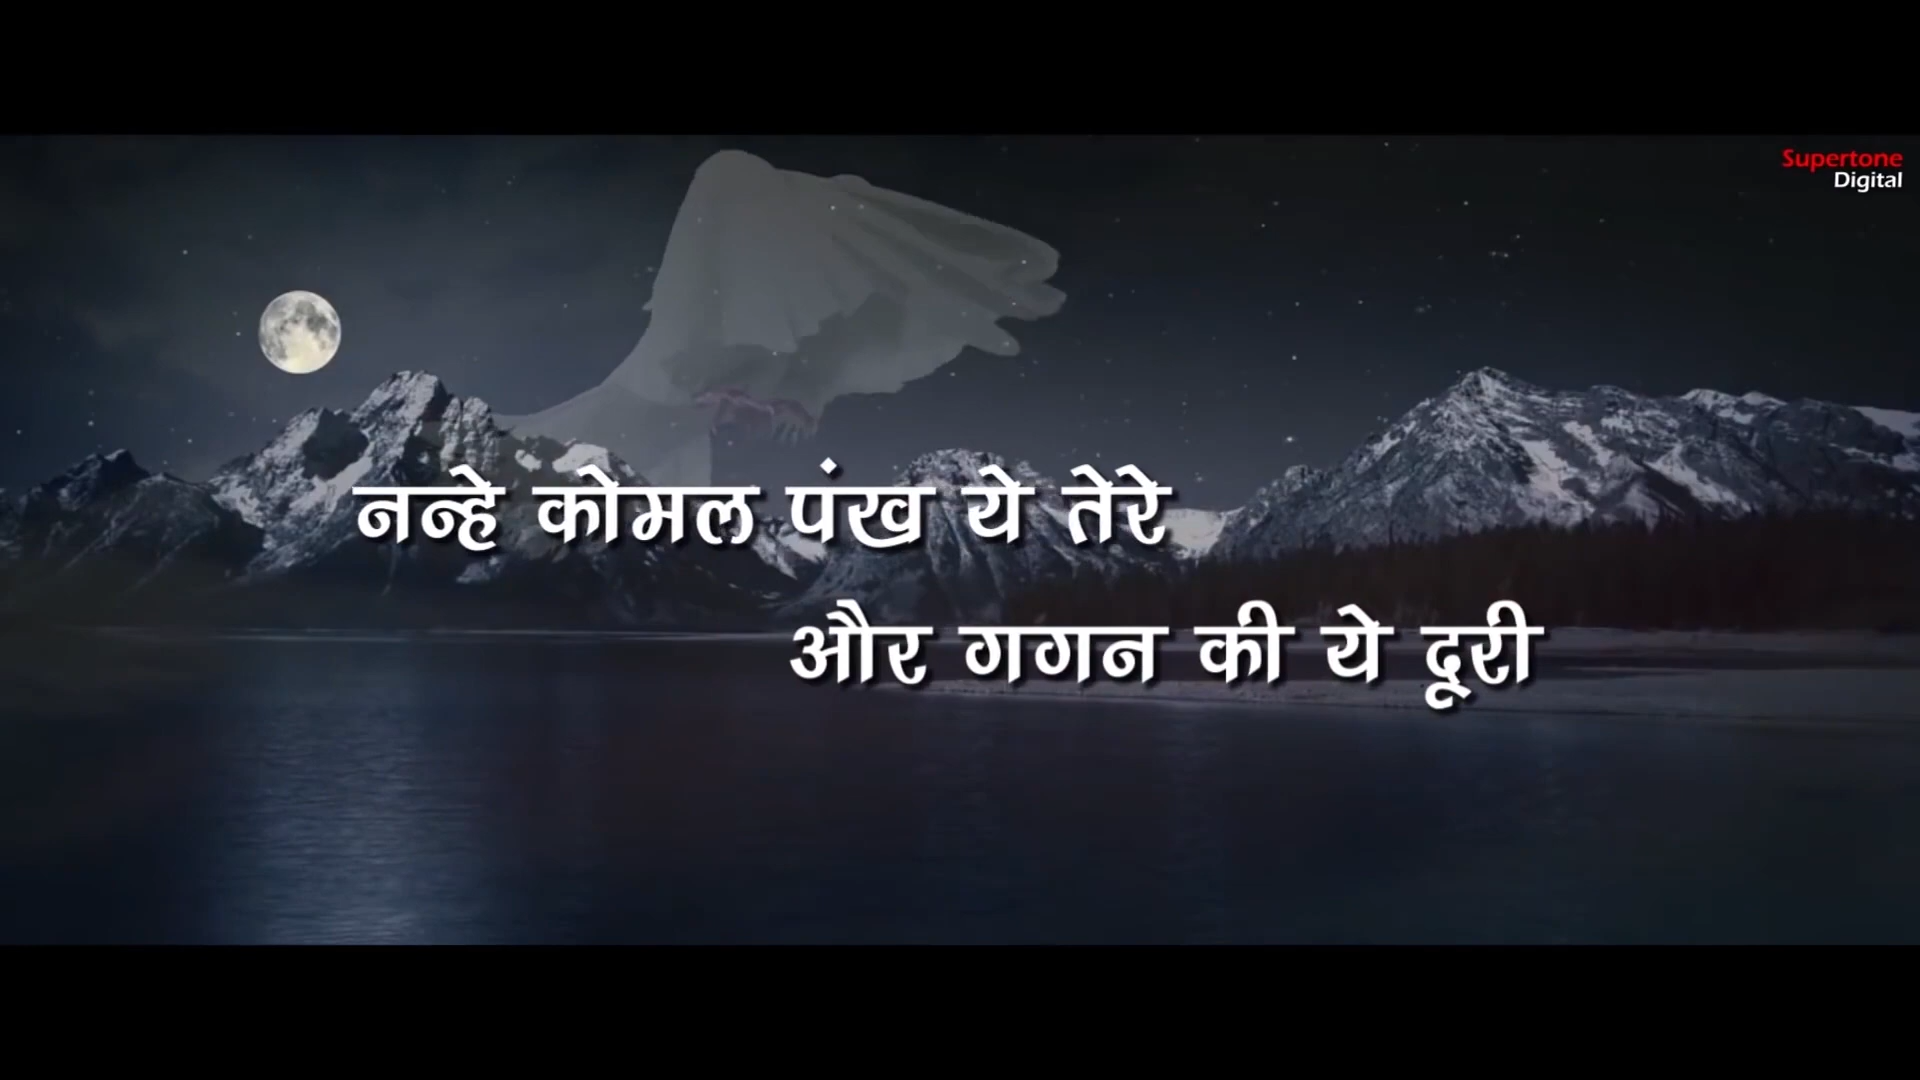 Supertone
Digital
नन्हे कोमल पंख ये तेरे
और गगन की ये दूरी